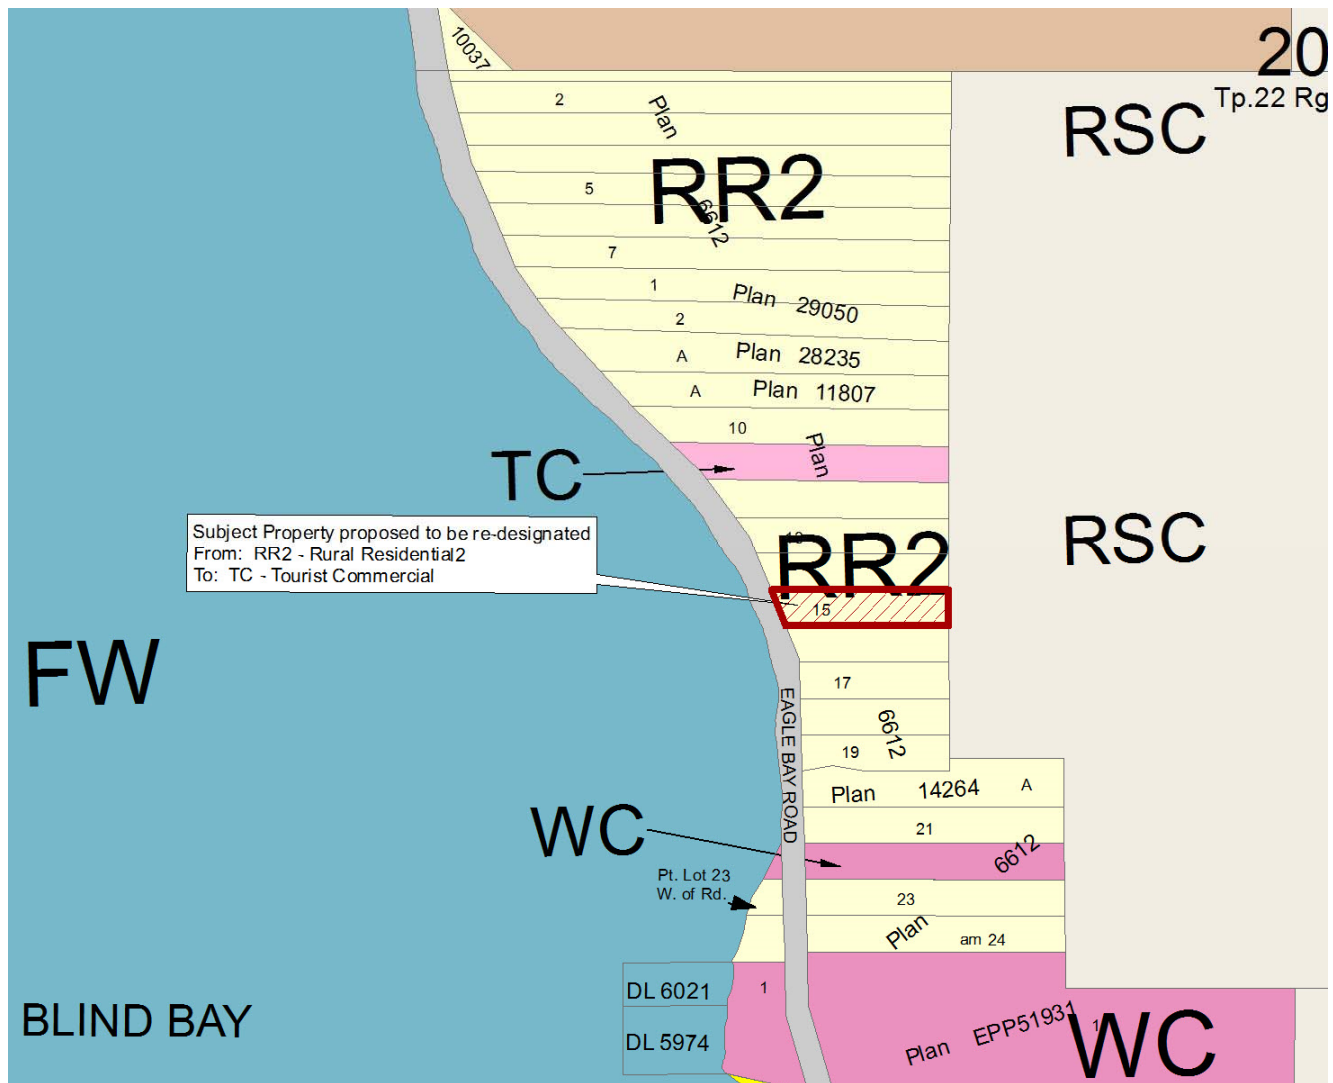 10037
20
Tp.22 Rg
RSC
2
Plan
RR2
5
6612
7
1
Plan 29050
2
A
Plan 28235
A
Plan 11807
10
Plan
TC
Subject Property proposed to be re-designated
From: RR2 - Rural Residential2
To: TC - Tourist Commercial
RR2
RSC
15
FW
17
6612
19
EAGLE BAY ROAD
Plan 14264 A
21
WC
6612
Pt. Lot 23
W. of Rd.
23
Plan
am 24
DL 6021
1
BLIND BAY
DL 5974
Plan EPP51931
1
WC